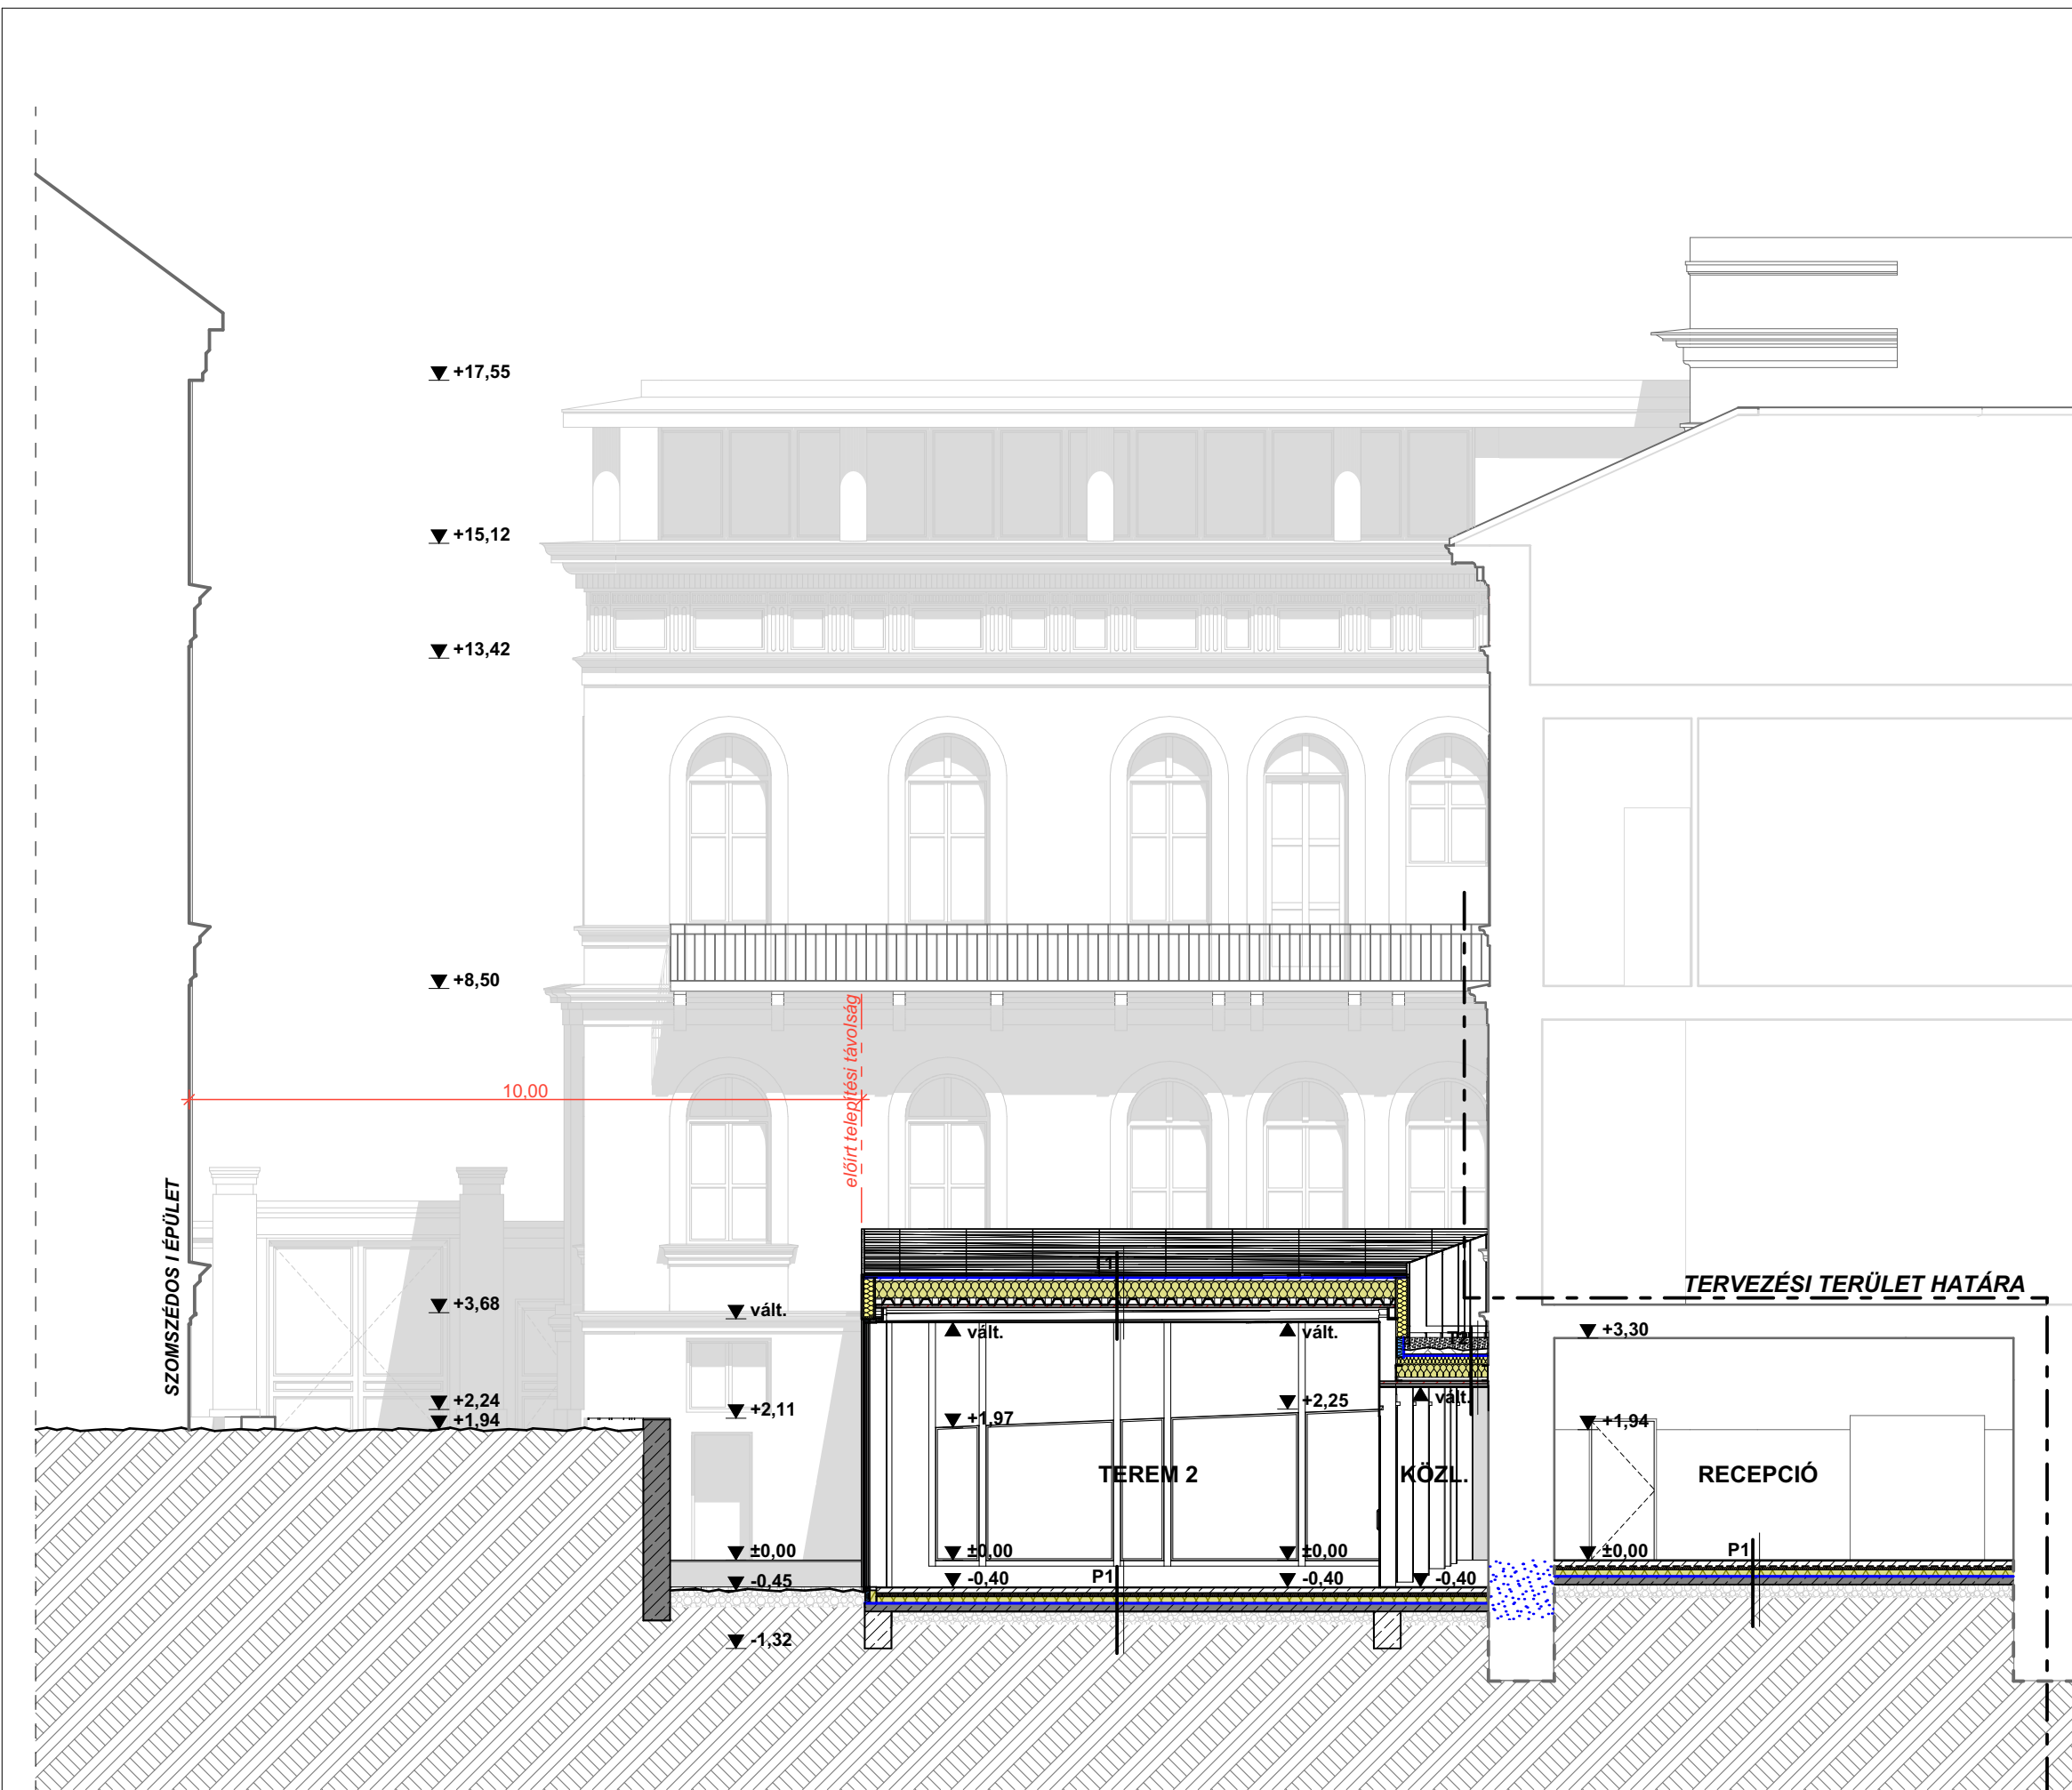 +17,55
+15,12
+13,42
+8,50
előírt telepítési távolság
10,00
SZOMSZÉDOS I ÉPÜLET
T1
TERVEZÉSI TERÜLET HATÁRA
+3,68
vált.
vált.
vált.
+3,30
+2,24
+1,94
+2,11
+1,97
+2,25
vált.
+1,94
TEREM 2
KÖZL.
RECEPCIÓ
±0,00
±0,00
±0,00
±0,00
P1
-0,45
-0,40
P1
-0,40
-0,40
-1,32